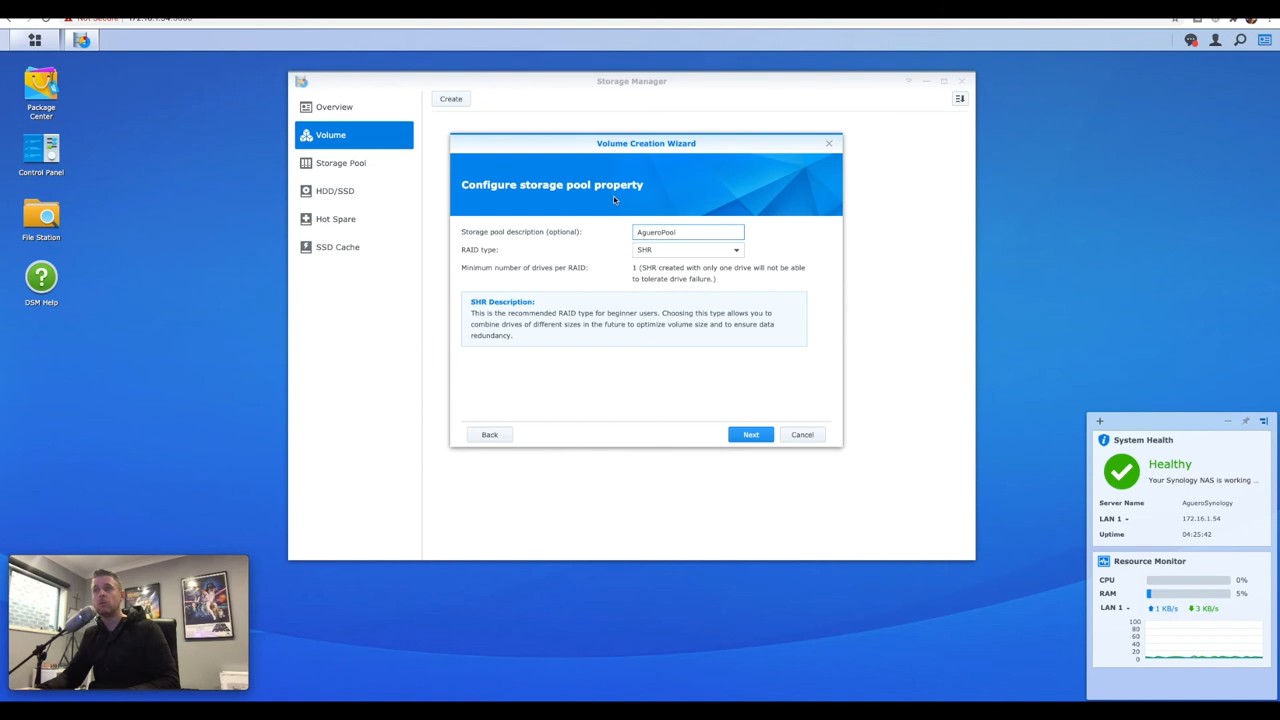 Not Secure 172.16.1.54:5000
Package
Center
Control Panel
File Station
DSM Help
Storage Manager
Overview
Volume
Storage Pool
HDD/SSD
Hot Spare
SSD Cache
Create
Volume Creation Wizard
Configure storage pool property
Storage pool description (optional): AgueroPool
RAID type: SHR
Minimum number of drives per RAID: 1 (SHR created with only one drive will not be able
to tolerate drive failure.)
SHR Description:
This is the recommended RAID type for beginner users. Choosing this type allows you to
combine drives of different sizes in the future to optimize volume size and to ensure data
redundancy.
Back Next Cancel
System Health
Healthy
Your Synology NAS is working ...
Server Name AgueroSynology
LAN 1 172.16.1.54
Uptime 04:25:42
Resource Monitor
CPU 0%
RAM 5%
LAN 1 1 KB/s 3 KB/s
100
80
60
40
20
0